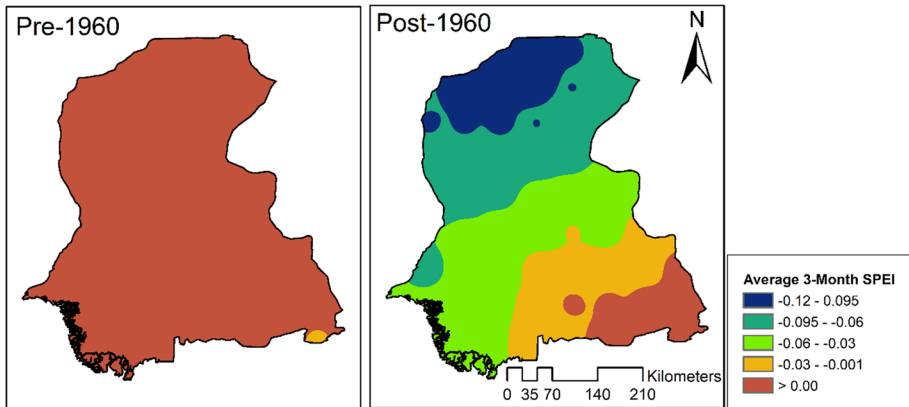 Pre-1960
Post-1960
N
Kilometers
0 35 70 140 210
Average 3-Month SPEI
-0.12 - 0.095
-0.095 - -0.06
-0.06 - -0.03
-0.03 - -0.001
> 0.00